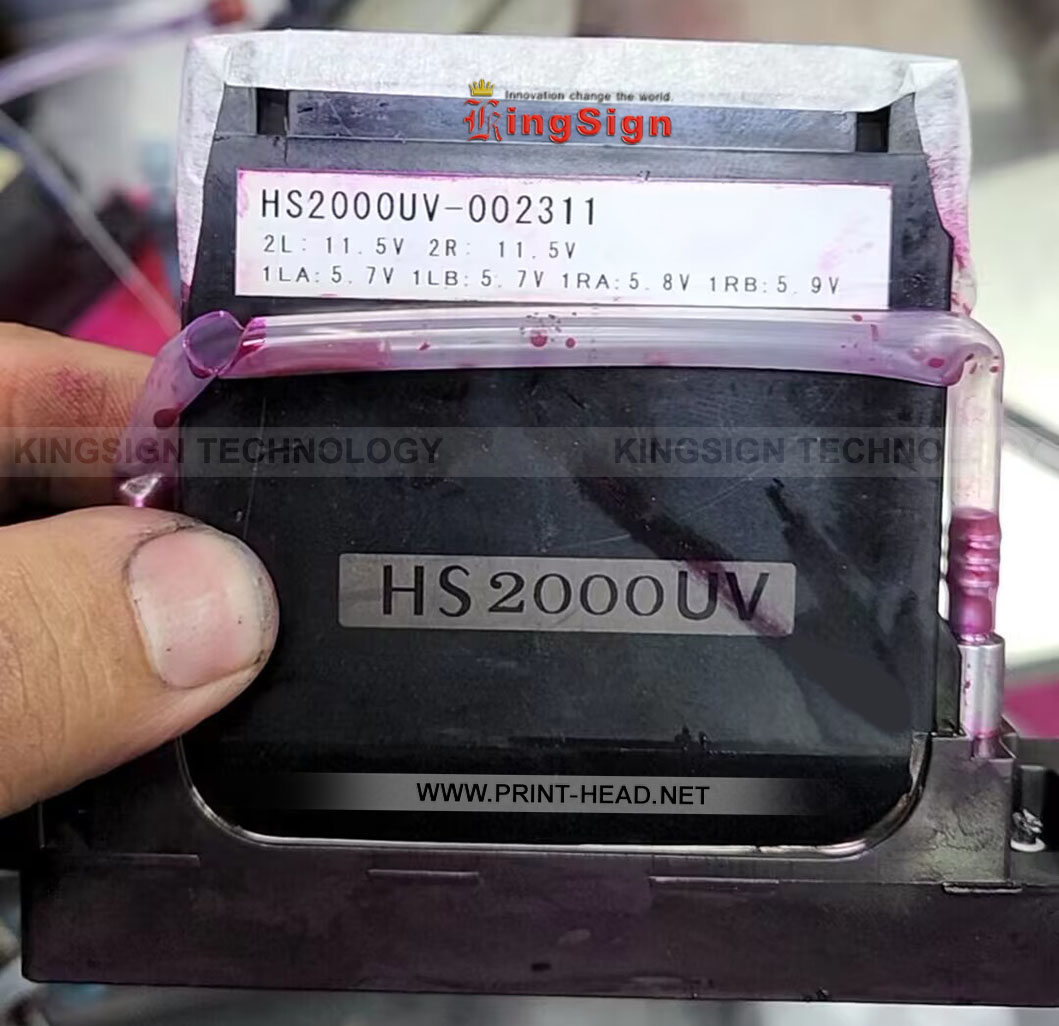 Innovation change the world.
KingSign
HS2000UV-002311
2L: 11.5V 2R: 11.5V
1LA:5.7V 1LB:5.7V 1RA:5.8V 1RB:5.9V
KINGSIGN TECHNOLOGY KINGSIGN TECHNO
HS2000UV
WWW.PRINT-HEAD.NET